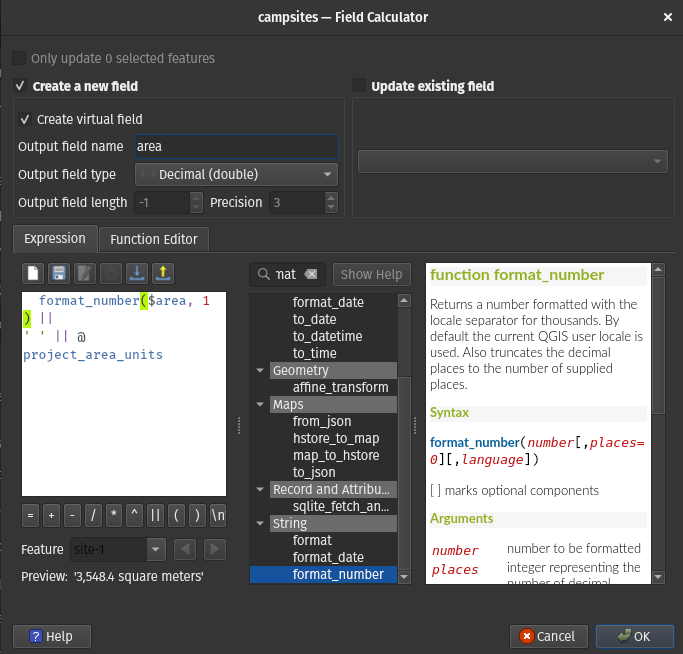 campsites — Field Calculator
Only update 0 selected features
Create a new field
Update existing field
Create virtual field
Output field name area
Output field type Decimal (double)
Output field length -1 Precision 3
Expression Function Editor
mat
Show Help
format_number($area, 1
) ||
' ' || @
project_area_units
= + - / * ^ || ( ) \n
Feature site-1
Preview: '3,548.4 square meters'
format_date
to_date
to_datetime
to_time
Geometry
affine_transform
Maps
from_json
hstore_to_map
map_to_hstore
to_json
Record and Attribu...
sqlite_fetch_an...
String
format
format_date
format_number
function format_number
Returns a number formatted with the
locale separator for thousands. By
default the current QGIS user locale is
used. Also truncates the decimal
places to the number of supplied
places.
Syntax
format_number(number[,places=
0][,language])
[ ] marks optional components
Arguments
number number to be formatted
places integer representing the
number of decimal
Help
Cancel
OK